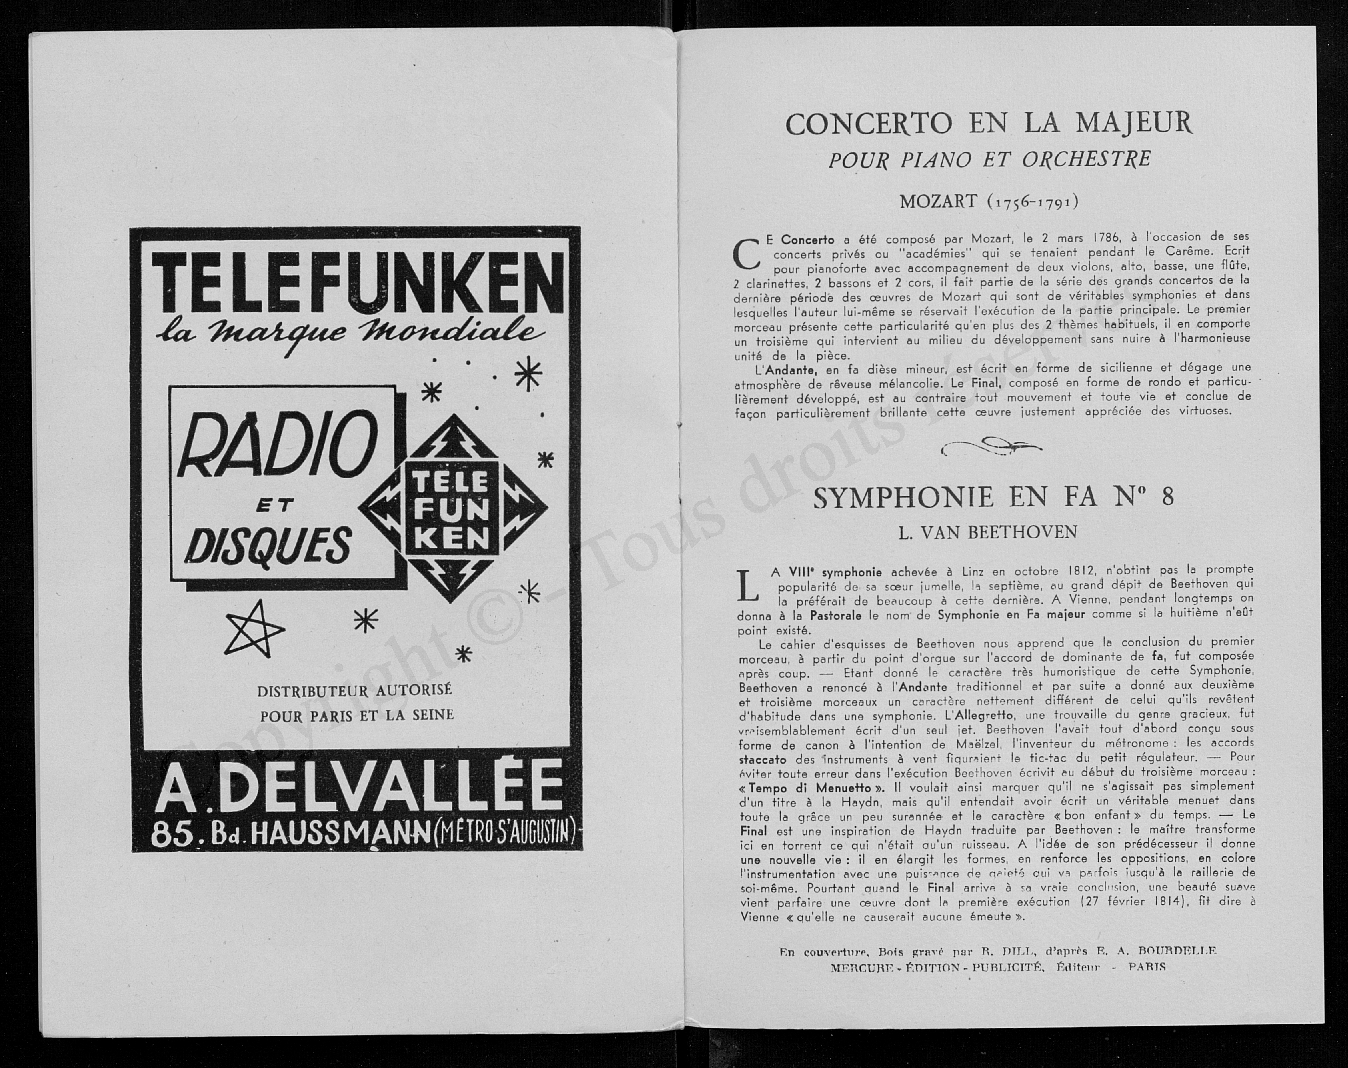 TELEFUNKEN
la marque mondiale
RADIO
ET
DISQUES
TELE
FUN
KEN
DISTRIBUTEUR AUTORISÉ
POUR PARIS ET LA SEINE
A. DELVALLÉE
85. Bd. HAUSSMANN (MÉTRO S'AUGUSTIN)
CONCERTO EN LA MAJEUR
POUR PIANO ET ORCHESTRE
MOZART (1756-1791)
CE Concerto a été composé par Mozart, le 2 mars 1786, à l'occasion de ses
concerts privés ou "académies" qui se tenaient pendant le Carême. Ecrit
pour pianoforte avec accompagnement de deux violons, alto, basse, une flûte,
2 clarinettes, 2 bassons et 2 cors, il fait partie de la série des grands concertos de la
dernière période des œuvres de Mozart qui sont de véritables symphonies et dans
lesquelles l'auteur lui-même se réservait l'exécution de la partie principale. Le premier
morceau présente cette particularité qu'en plus des 2 thèmes habituels, il en comporte
un troisième qui intervient au milieu du développement sans nuire à l'harmonieuse
unité de la pièce.
L'Andante, en fa dièse mineur, est écrit en forme de sicilienne et dégage une
atmosphère de rêveuse mélancolie. Le Final, composé en forme de rondo et particu-
lièrement développé, est au contraire tout mouvement et toute vie et conclue de
façon particulièrement brillante cette œuvre justement appréciée des virtuoses.
SYMPHONIE EN FA Nº 8
L. VAN BEETHOVEN
LA VIIIe symphonie achevée à Linz en octobre 1812, n'obtint pas la prompte
popularité de sa sœur jumelle, la septième, au grand dépit de Beethoven qui
la préférait de beaucoup à cette dernière. A Vienne, pendant longtemps on
donna à la Pastorale le nom de Symphonie en Fa majeur comme si la huitième n'eût
point existé.
Le cahier d'esquisses de Beethoven nous apprend que la conclusion du premier
morceau, à partir du point d'orgue sur l'accord de dominante de fa, fut composée
après coup. — Etant donné le caractère très humoristique de cette Symphonie,
Beethoven a renoncé à l'Andante traditionnel et par suite a donné aux deuxième
et troisième morceaux un caractère nettement différent de celui qu'ils revêtent
d'habitude dans une symphonie. L'Allegretto, une trouvaille du genre gracieux, fut
vraisemblablement écrit d'un seul jet. Beethoven l'avait tout d'abord conçu sous
forme de canon à l'intention de Maëlzel, l'inventeur du métronome : les accords
staccato des instruments à vent figuraient le tic-tac du petit régulateur. — Pour
éviter toute erreur dans l'exécution Beethoven écrivit au début du troisième morceau :
« Tempo di Menuetto ». Il voulait ainsi marquer qu'il ne s'agissait pas simplement
d'un titre à la Haydn, mais qu'il entendait avoir écrit un véritable menuet dans
toute la grâce un peu surannée et le caractère « bon enfant » du temps. — Le
Final est une inspiration de Haydn traduite par Beethoven : le maître transforme
ici en torrent ce qui n'était qu'un ruisseau. A l'idée de son prédécesseur il donne
une nouvelle vie : il en élargit les formes, en renforce les oppositions, en colore
l'instrumentation avec une puissance de gaieté qui va parfois jusqu'à la raillerie de
soi-même. Pourtant quand le Final arrive à sa vraie conclusion, une beauté suave
vient parfaire une œuvre dont la première exécution (27 février 1814), fit dire à
Vienne « qu'elle ne causerait aucune émeute ».
En couverture, Bois gravé par R. DILL, d'après E. A. BOURDELLE
MERCURE - ÉDITION - PUBLICITÉ, Éditeur - PARIS
Copyright © - Tous droits réservés